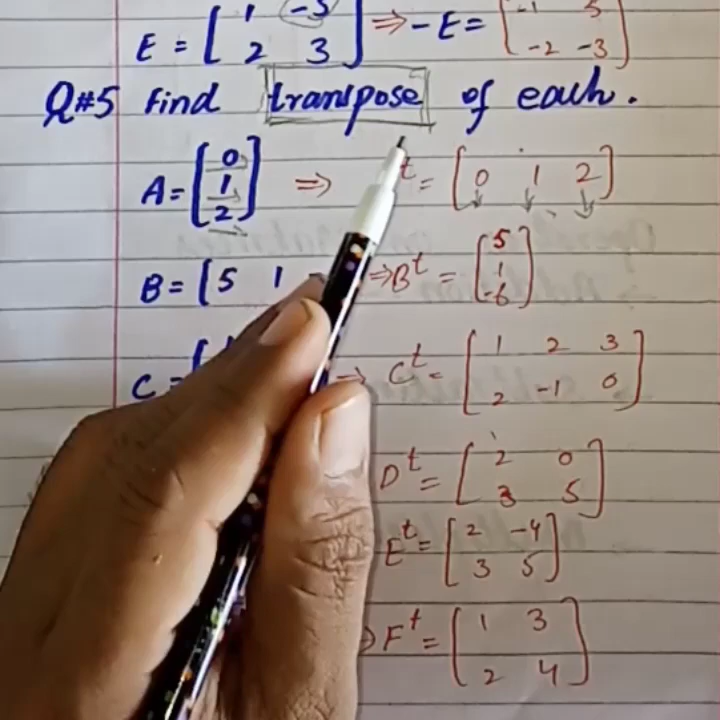 E = [1 -5 2 3] ⇒ -E = [-1 5 -2 -3]
Q#5 find transpose of each.
A = [0 1 2] ⇒ t = [0 1 2]
B = [5 1 ⇒ B^t = [5 1 -6]
C = [ ⇒ C^t = [1 2 3 2 -1 0]
D^t = [2 0 3 5]
E^t = [2 -4 3 5]
⇒ F^t = [1 3 2 4]